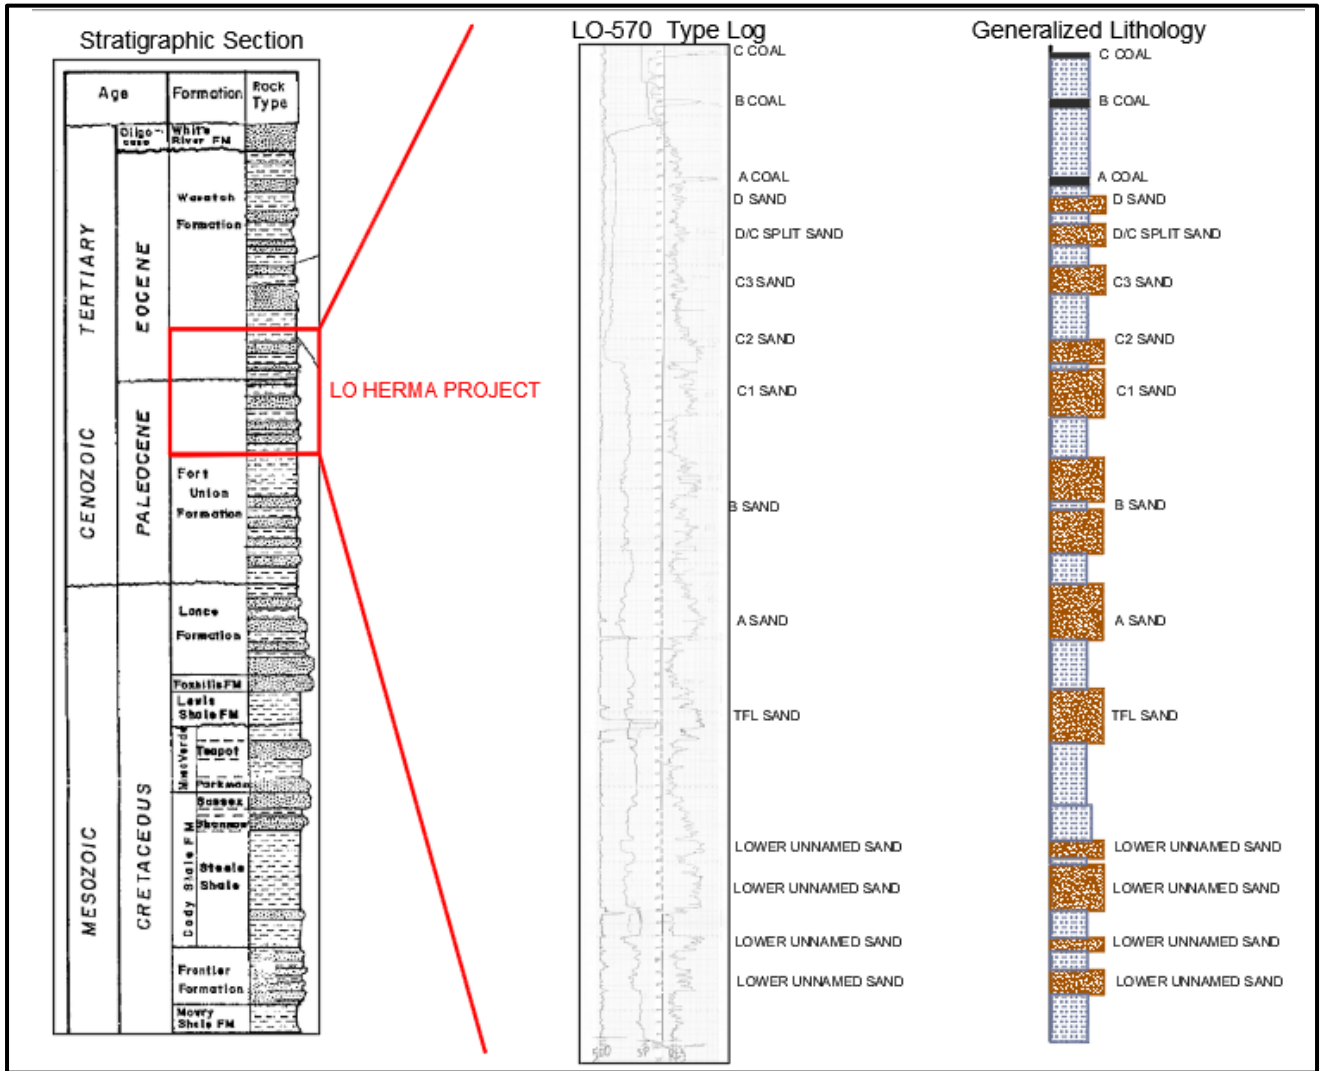 Stratigraphic Section
Age
Formation
Rock
Type
TERTIARY
CENOZOIC
MESOZOIC
Oligo-
cene
EOCENE
PALEOCENE
CRETACEOUS
White
River FM
Wasatch
Formation
Fort
Union
Formation
Lance
Formation
Foxhills FM
Lewis
Shale FM
MesaVerde
Teapot
Parkman
Cody Shale FM
Sussex
Shannon
Steele
Shale
Frontier
Formation
Mowry
Shale FM
LO HERMA PROJECT
LO-570 Type Log
C COAL
B COAL
A COAL
D SAND
D/C SPLIT SAND
C3 SAND
C2 SAND
C1 SAND
B SAND
A SAND
TFL SAND
LOWER UNNAMED SAND
LOWER UNNAMED SAND
LOWER UNNAMED SAND
LOWER UNNAMED SAND
SP
RES
Generalized Lithology
C COAL
B COAL
A COAL
D SAND
D/C SPLIT SAND
C3 SAND
C2 SAND
C1 SAND
B SAND
A SAND
TFL SAND
LOWER UNNAMED SAND
LOWER UNNAMED SAND
LOWER UNNAMED SAND
LOWER UNNAMED SAND